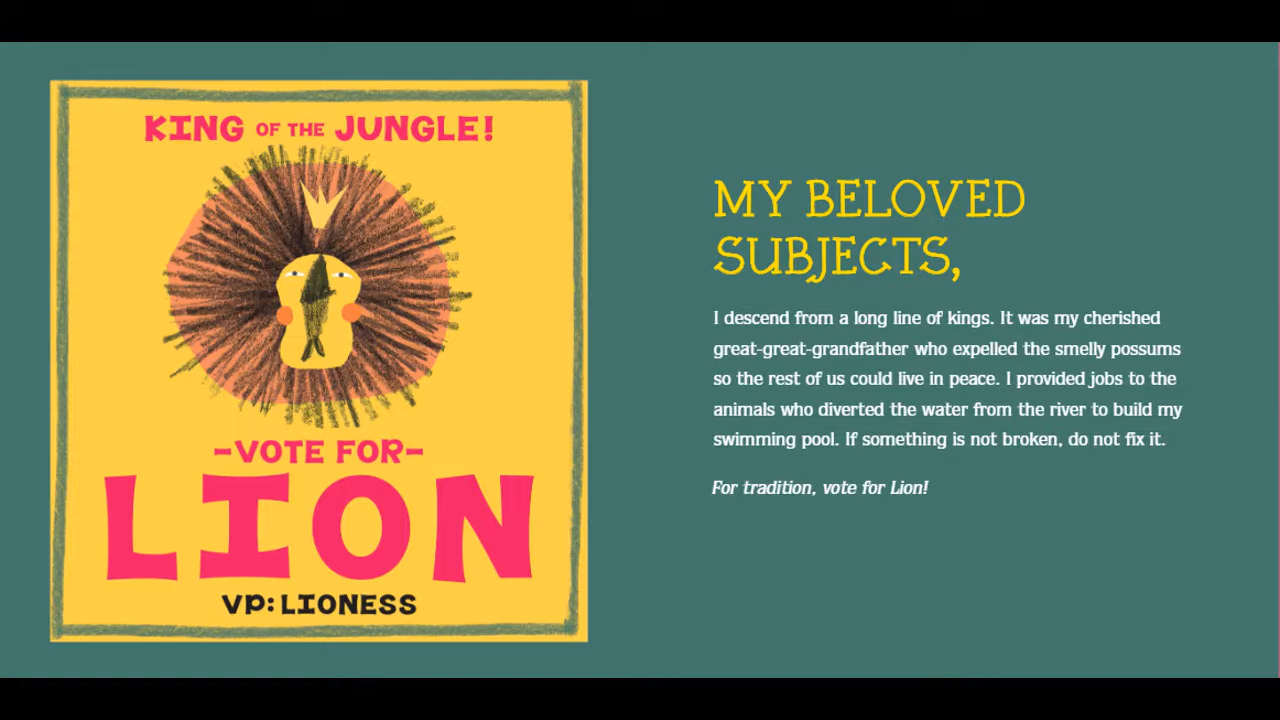 KING OF THE JUNGLE!
-VOTE FOR-
LION
VP: LIONESS
MY BELOVED
SUBJECTS,
I descend from a long line of kings. It was my cherished
great-great-grandfather who expelled the smelly possums
so the rest of us could live in peace. I provided jobs to the
animals who diverted the water from the river to build my
swimming pool. If something is not broken, do not fix it.
For tradition, vote for Lion!